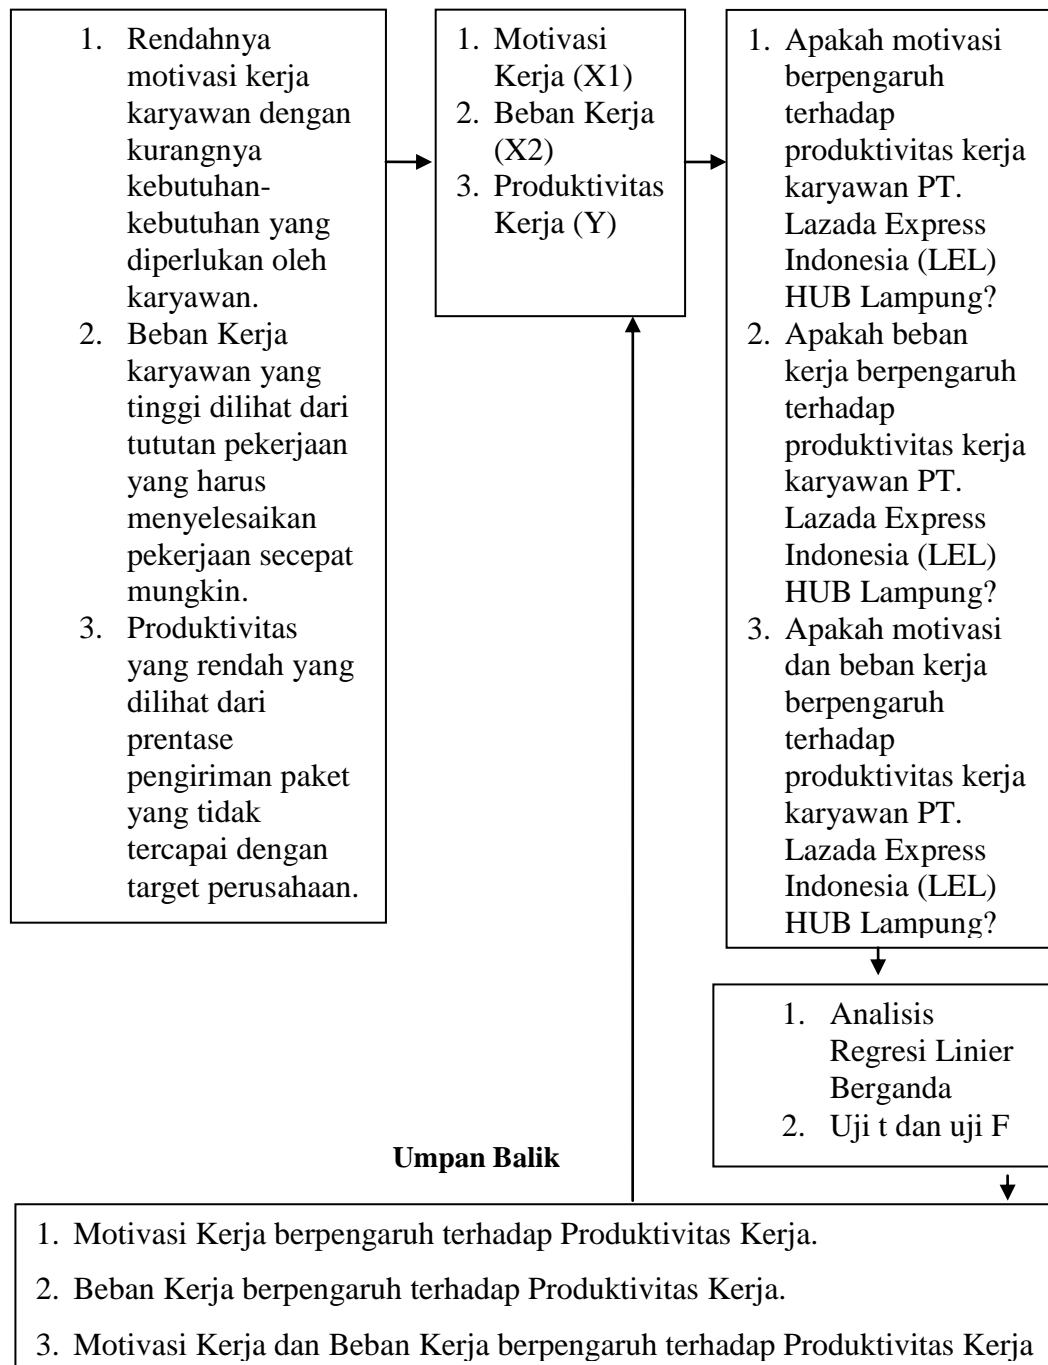 1. Rendahnya
motivasi kerja
karyawan dengan
kurangnya
kebutuhan-
kebutuhan yang
diperlukan oleh
karyawan.
2. Beban Kerja
karyawan yang
tinggi dilihat dari
tututan pekerjaan
yang harus
menyelesaikan
pekerjaan secepat
mungkin.
3. Produktivitas
yang rendah yang
dilihat dari
prentase
pengiriman paket
yang tidak
tercapai dengan
target perusahaan.
1. Motivasi
Kerja (X1)
2. Beban Kerja
(X2)
3. Produktivitas
Kerja (Y)
1. Apakah motivasi
berpengaruh
terhadap
produktivitas kerja
karyawan PT.
Lazada Express
Indonesia (LEL)
HUB Lampung?
2. Apakah beban
kerja berpengaruh
terhadap
produktivitas kerja
karyawan PT.
Lazada Express
Indonesia (LEL)
HUB Lampung?
3. Apakah motivasi
dan beban kerja
berpengaruh
terhadap
produktivitas kerja
karyawan PT.
Lazada Express
Indonesia (LEL)
HUB Lampung?
1. Analisis
Regresi Linier
Berganda
2. Uji t dan uji F
Umpan Balik
1. Motivasi Kerja berpengaruh terhadap Produktivitas Kerja.
2. Beban Kerja berpengaruh terhadap Produktivitas Kerja.
3. Motivasi Kerja dan Beban Kerja berpengaruh terhadap Produktivitas Kerja